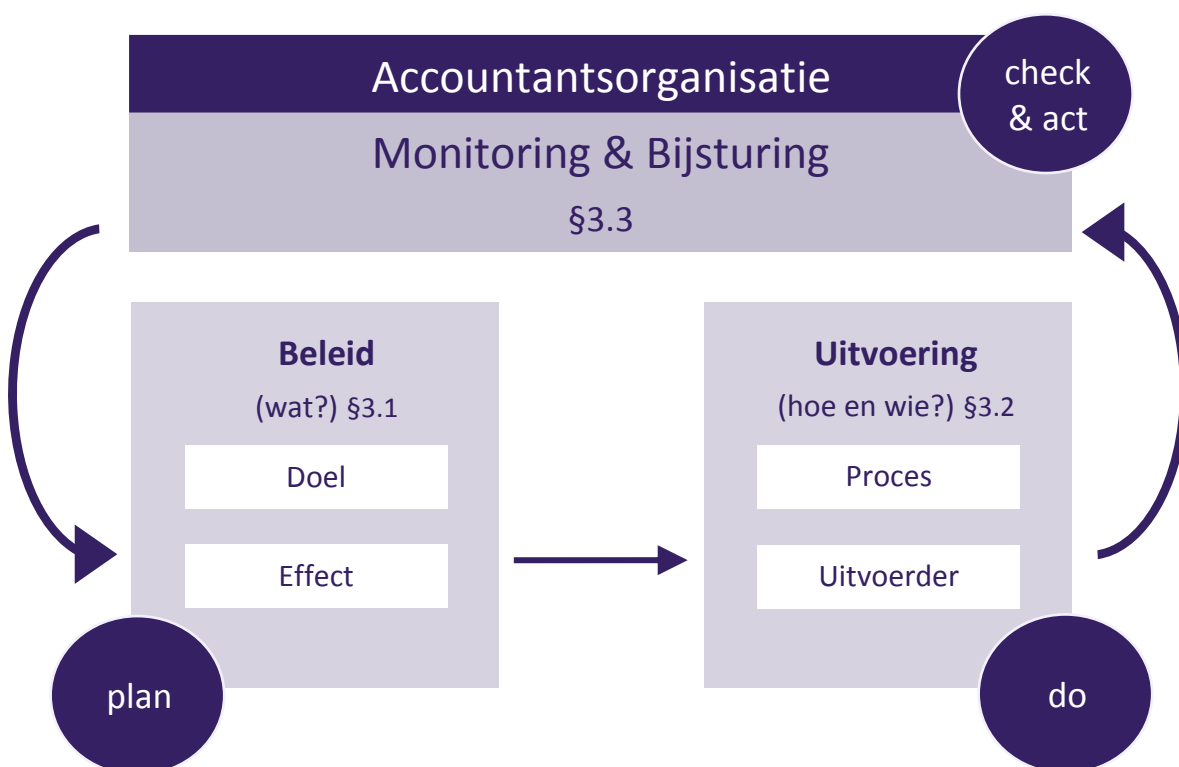 Accountantsorganisatie
check
& act
Monitoring & Bijsturing
§3.3
Beleid
(wat?) §3.1
Doel
Effect
plan
Uitvoering
(hoe en wie?) §3.2
Proces
Uitvoerder
do